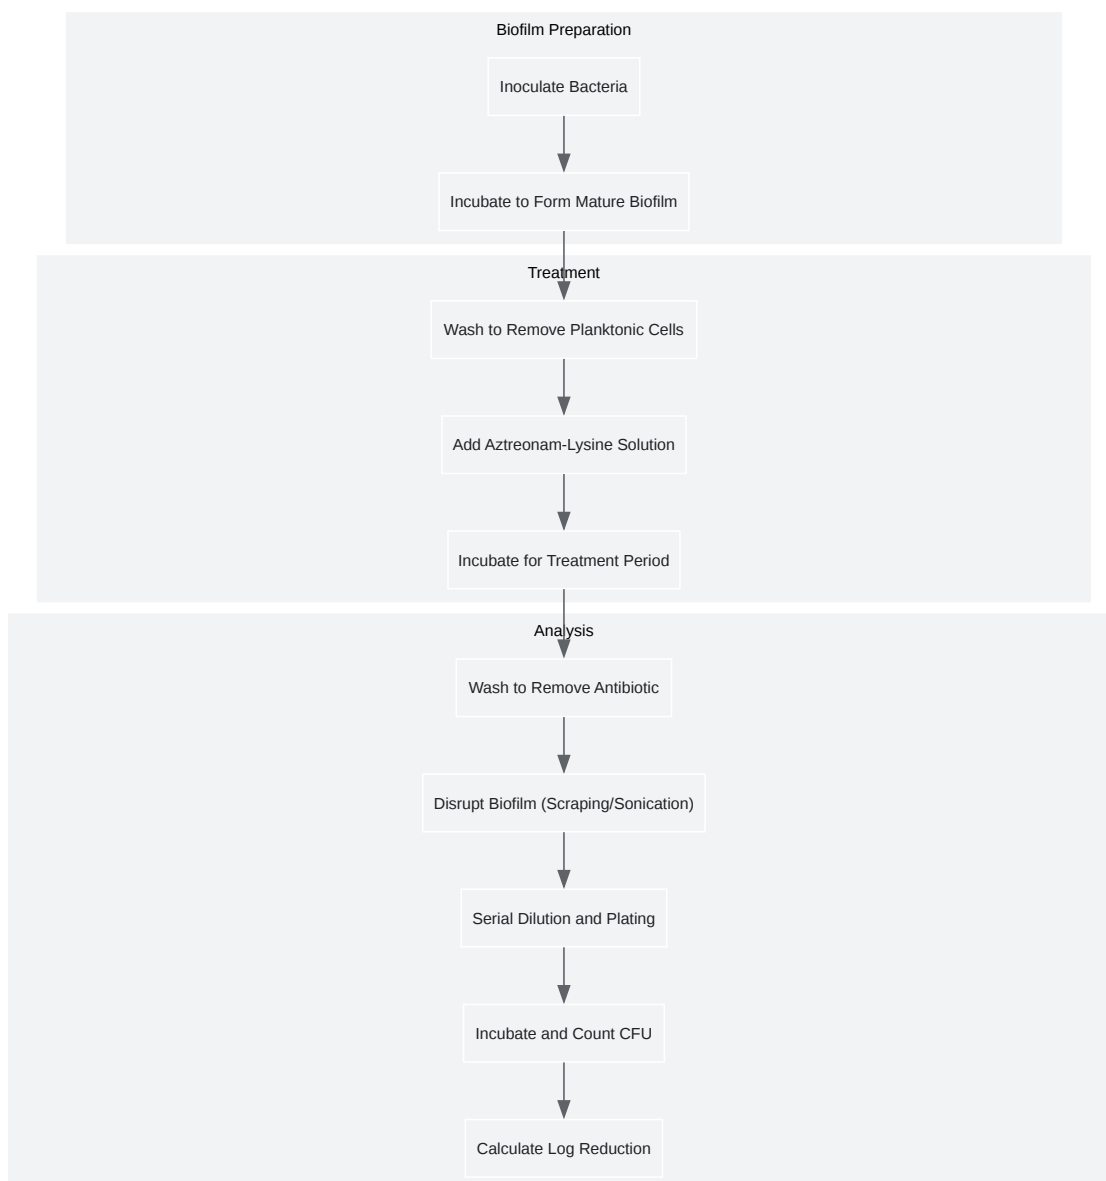 Biofilm Preparation
Inoculate Bacteria
Incubate to Form Mature Biofilm
Treatment
Wash to Remove Planktonic Cells
Add Aztreonam-Lysine Solution
Incubate for Treatment Period
Analysis
Wash to Remove Antibiotic
Disrupt Biofilm (Scraping/Sonication)
Serial Dilution and Plating
Incubate and Count CFU
Calculate Log Reduction